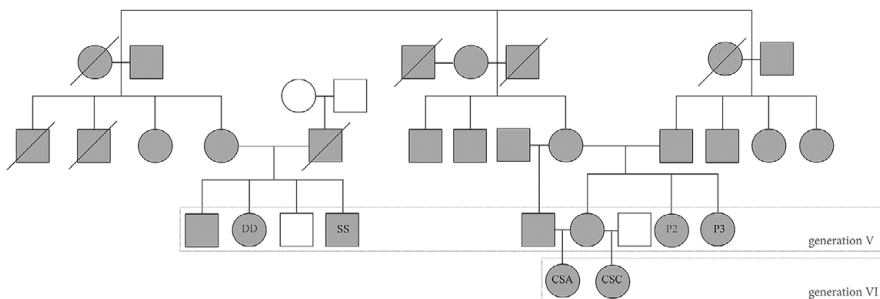 DD
SS
P2
P3
generation V
CSA
CSC
generation VI